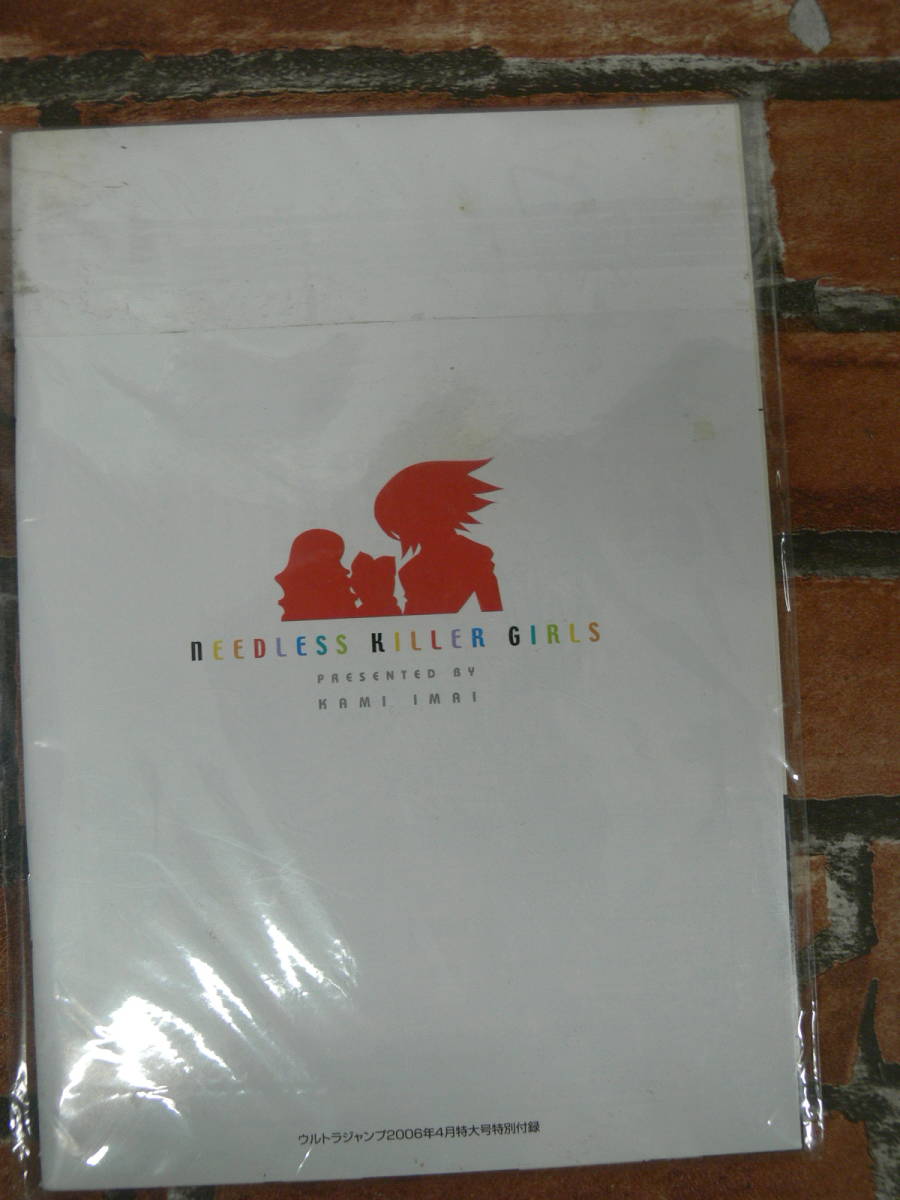 NEEDLESS KILLER GIRLS
PRESENTED BY
KAMI IMAI
ウルトラジャンプ2006年4月特大号特別付録